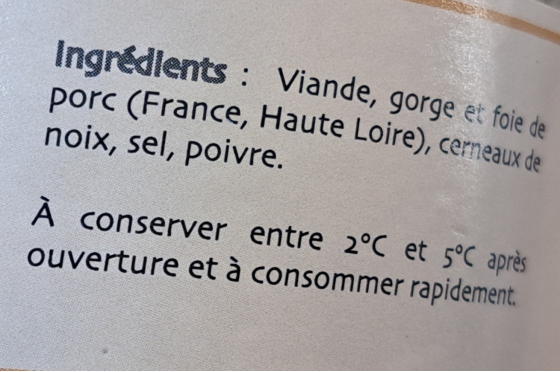 Ingrédients : Viande, gorge et foie de
porc (France, Haute Loire), cerneaux de
noix, sel, poivre.
À conserver entre 2°C et 5°C après
ouverture et à consommer rapidement.